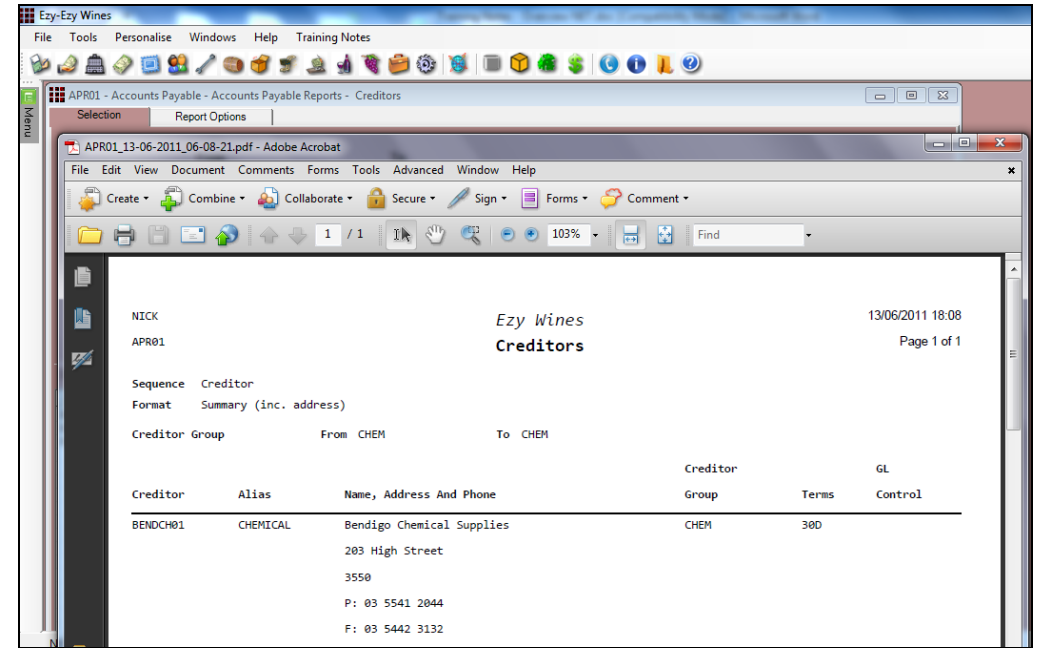 Ezy-Ezy Wines
File Tools Personalise Windows Help Training Notes
Menu
APR01 - Accounts Payable - Accounts Payable Reports - Creditors
Selection Report Options
APR01_13-06-2011_06-08-21.pdf - Adobe Acrobat
File Edit View Document Comments Forms Tools Advanced Window Help
Create Combine Collaborate Secure Sign Forms Comment
1 / 1 103% Find
NICK Ezy Wines 13/06/2011 18:08
APR01 Creditors Page 1 of 1
Sequence Creditor
Format Summary (inc. address)
Creditor Group From CHEM To CHEM
Creditor GL
Creditor Alias Name, Address And Phone Group Terms Control
BENDCH01 CHEMICAL Bendigo Chemical Supplies CHEM 30D
203 High Street
3550
P: 03 5541 2044
F: 03 5442 3132